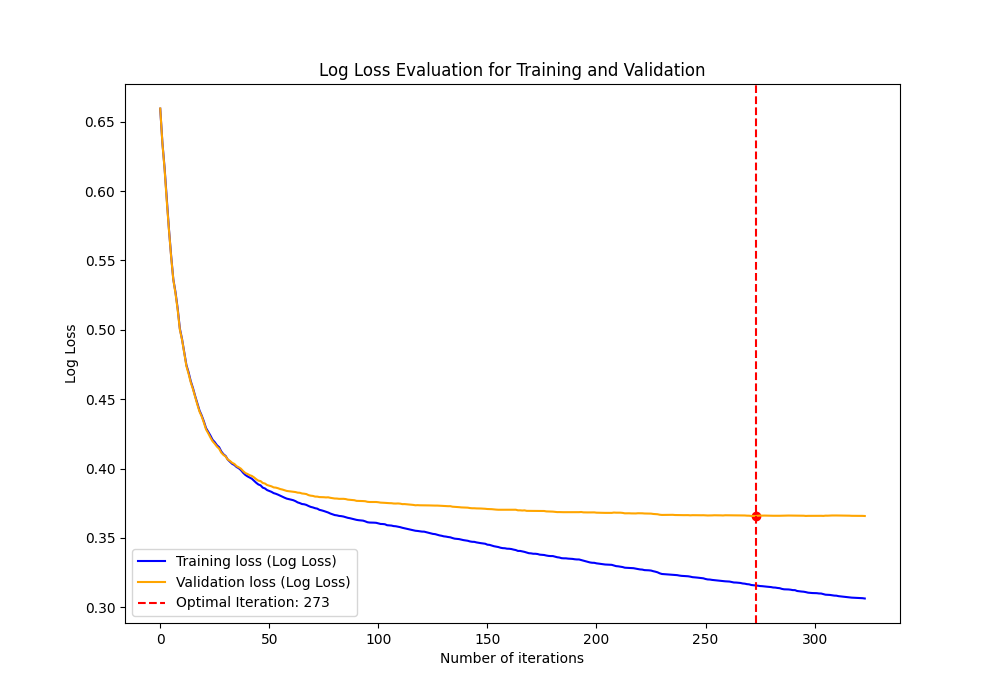 Log Loss Evaluation for Training and Validation
Log Loss
0.65
0.60
0.55
0.50
0.45
0.40
0.35
0.30
Training loss (Log Loss)
Validation loss (Log Loss)
Optimal Iteration: 273
0 50 100 150 200 250 300
Number of iterations